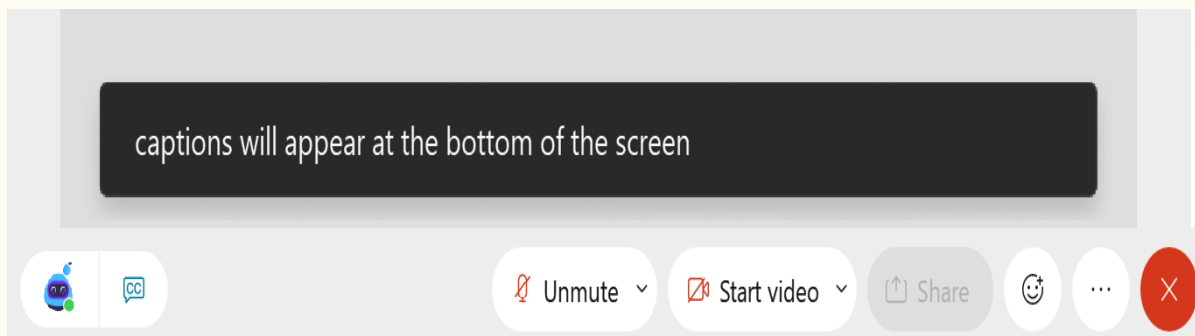 captions will appear at the bottom of the screen
CC Unmute Start video Share